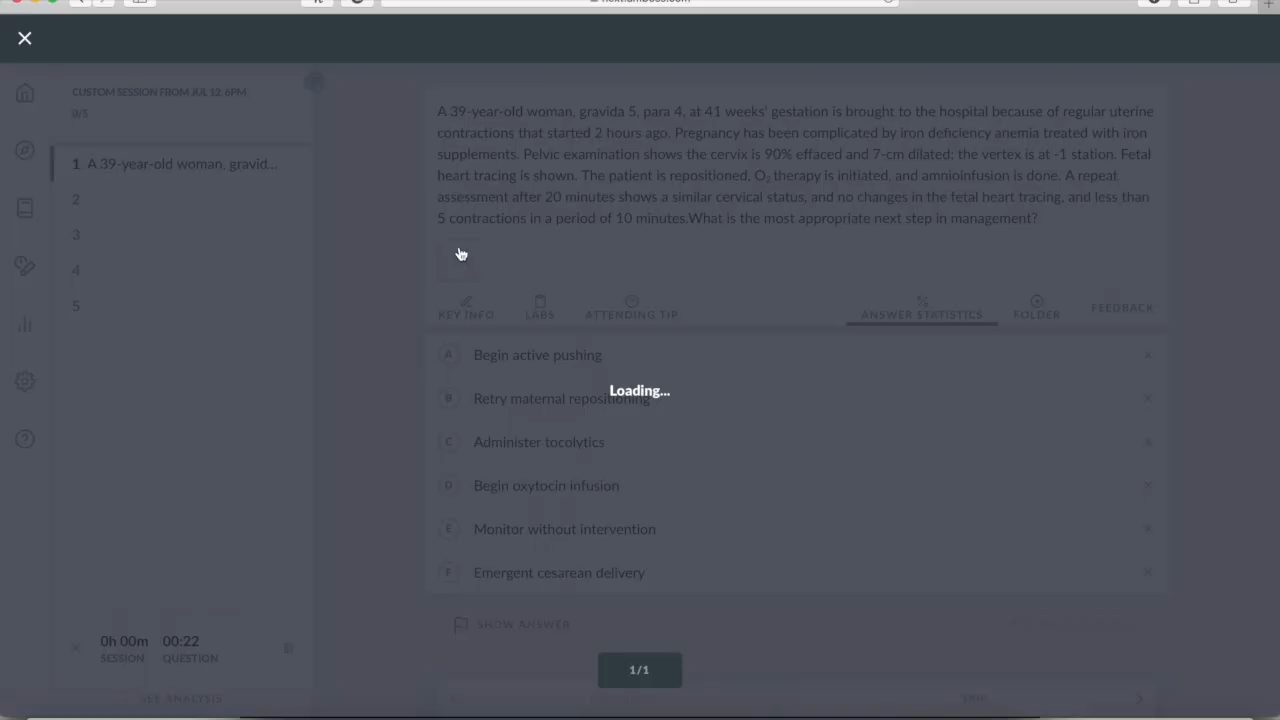 CUSTOM SESSION FROM JUL 12, 6PM
0/5
1 A 39-year-old woman, gravid...
2
3
4
5
0h 00m 00:22
SESSION QUESTION
SEE ANALYSIS
A 39-year-old woman, gravida 5, para 4, at 41 weeks' gestation is brought to the hospital because of regular uterine
contractions that started 2 hours ago. Pregnancy has been complicated by iron deficiency anemia treated with iron
supplements. Pelvic examination shows the cervix is 90% effaced and 7-cm dilated; the vertex is at -1 station. Fetal
heart tracing is shown. The patient is repositioned, O₂ therapy is initiated, and amnioinfusion is done. A repeat
assessment after 20 minutes shows a similar cervical status, and no changes in the fetal heart tracing, and less than
5 contractions in a period of 10 minutes.What is the most appropriate next step in management?
KEY INFO LABS ATTENDING TIP ANSWER STATISTICS FOLDER FEEDBACK
A Begin active pushing
Loading...
B Retry maternal repositioning
C Administer tocolytics
D Begin oxytocin infusion
E Monitor without intervention
F Emergent cesarean delivery
SHOW ANSWER
1/1
SKIP